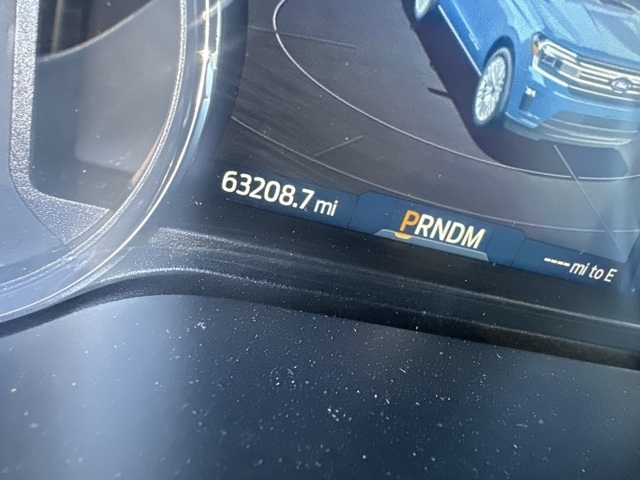 63208.7 mi
PRNDM
---- mi to E